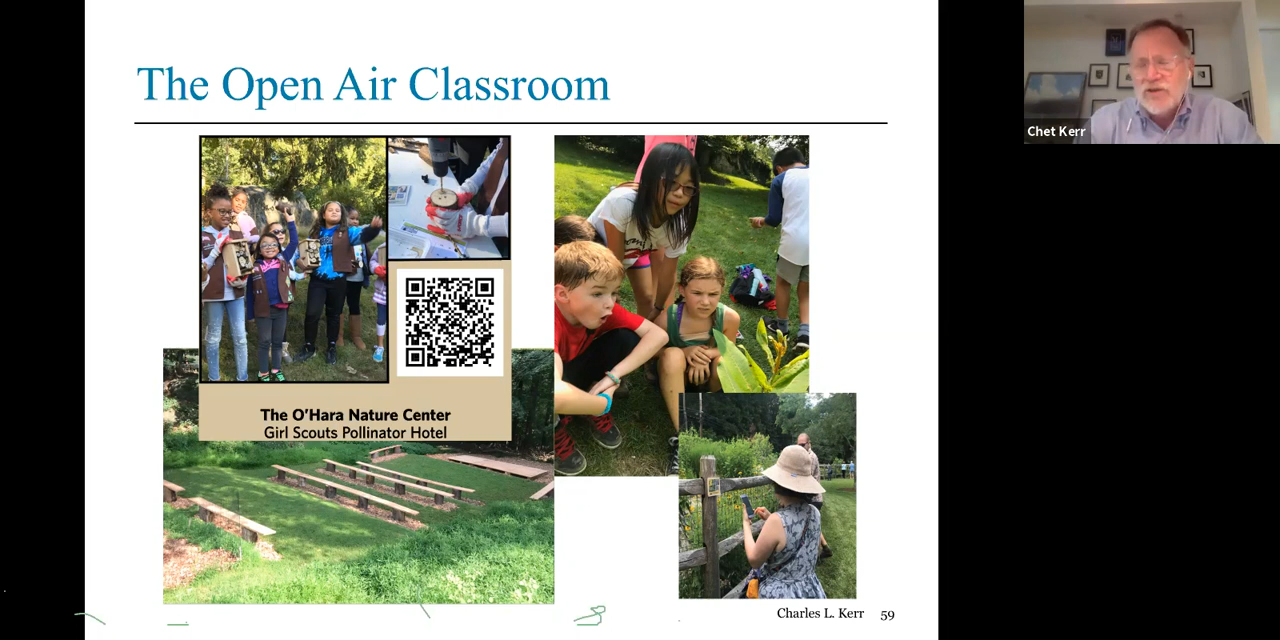 The Open Air Classroom
The O'Hara Nature Center
Girl Scouts Pollinator Hotel
Charles L. Kerr 59
Chet Kerr